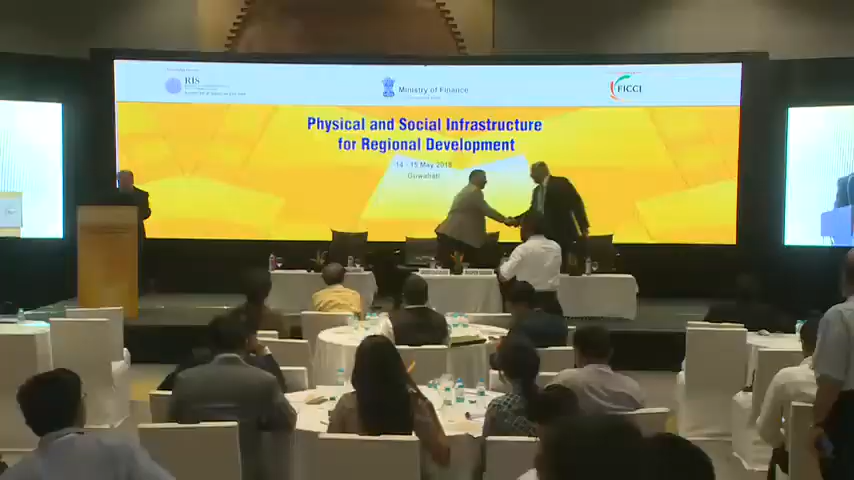 RIS
Ministry of Finance
FICCI
Physical and Social Infrastructure
for Regional Development
14 - 15 May 2018
Guwahati